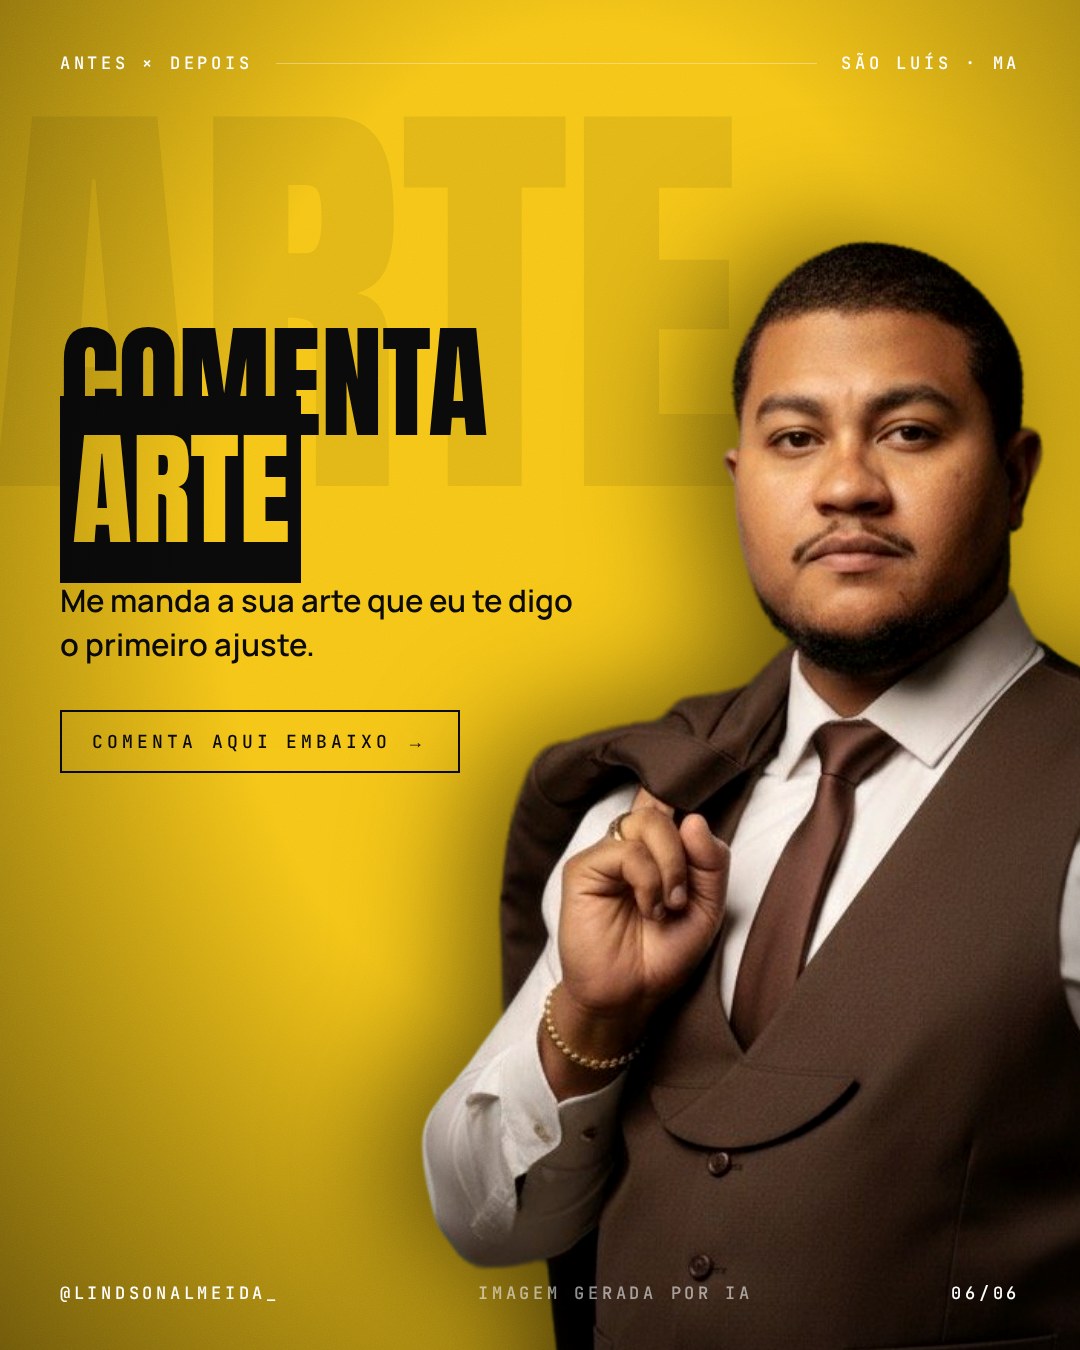 ANTES × DEPOIS
SÃO LUÍS · MA
ARTE
COMENTA
ARTE
Me manda a sua arte que eu te digo
o primeiro ajuste.
COMENTA AQUI EMBAIXO →
@LINDSONALMEIDA_
IMAGEM GERADA POR IA
06/06